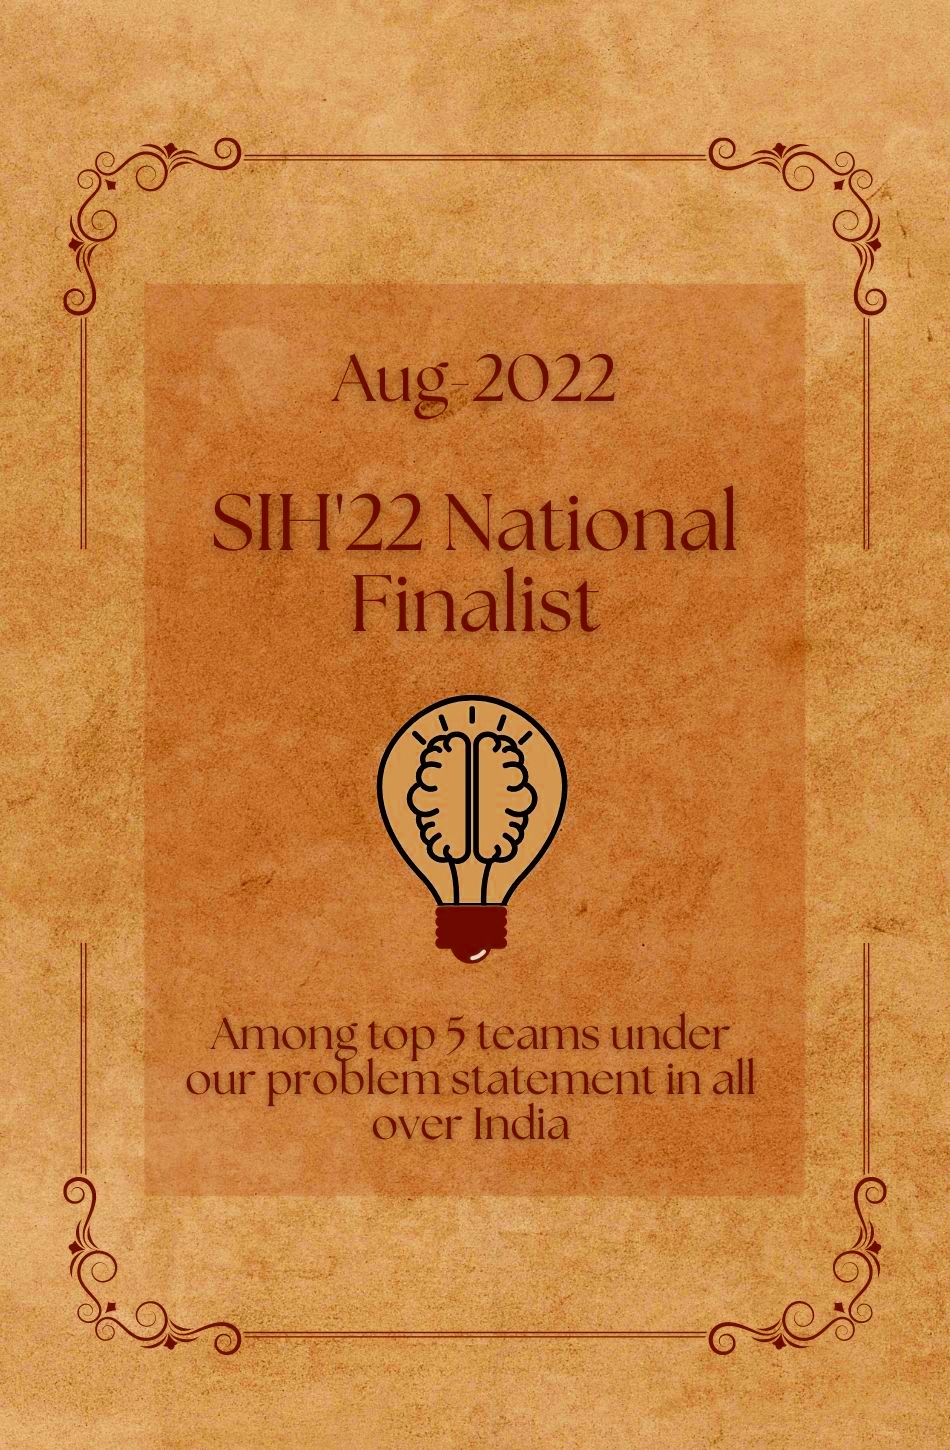 Aug-2022
SIH'22 National
Finalist
Among top 5 teams under
our problem statement in all
over India